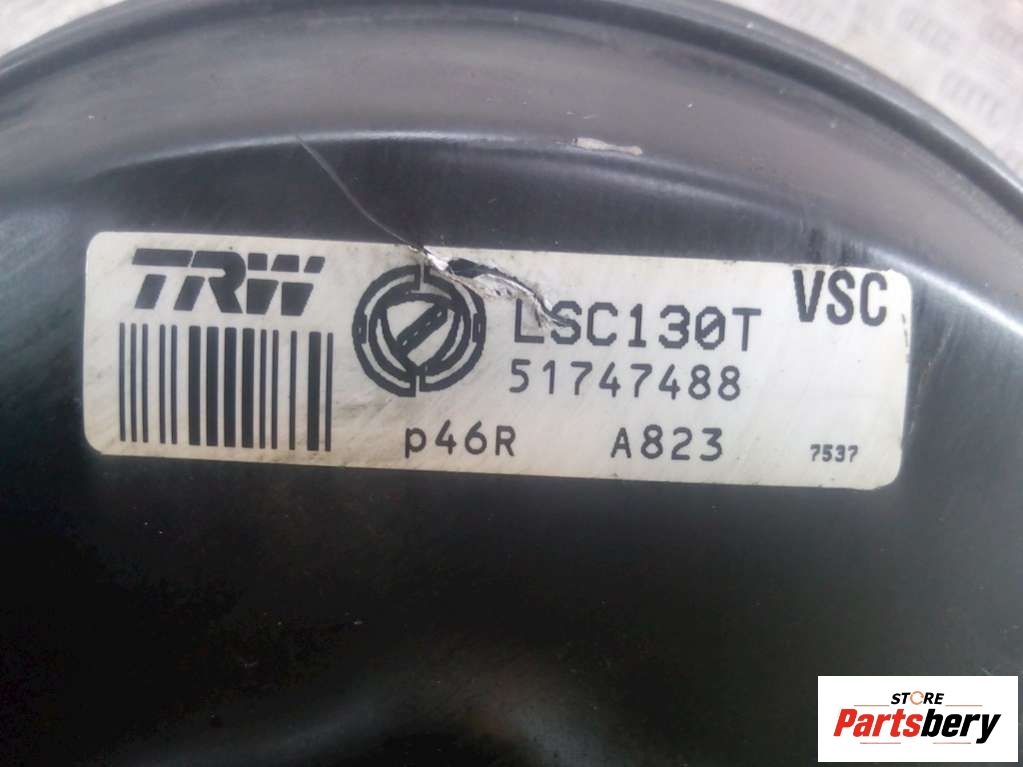 TRW
LSC130T
VSC
51747488
p46R A823 7537
STORE
Partsbery